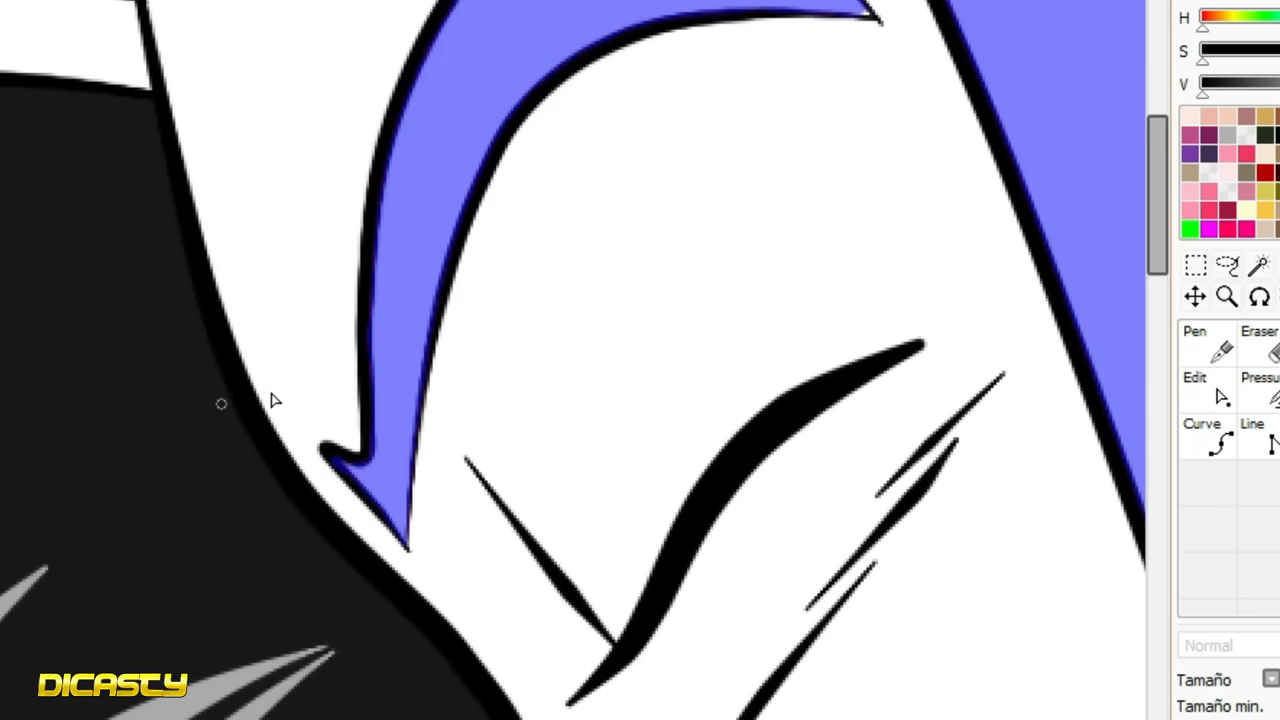 H
S
V
Pen Eraser
Edit Pressu
Curve Line
Normal
Tamaño
Tamaño min.
DICASTY